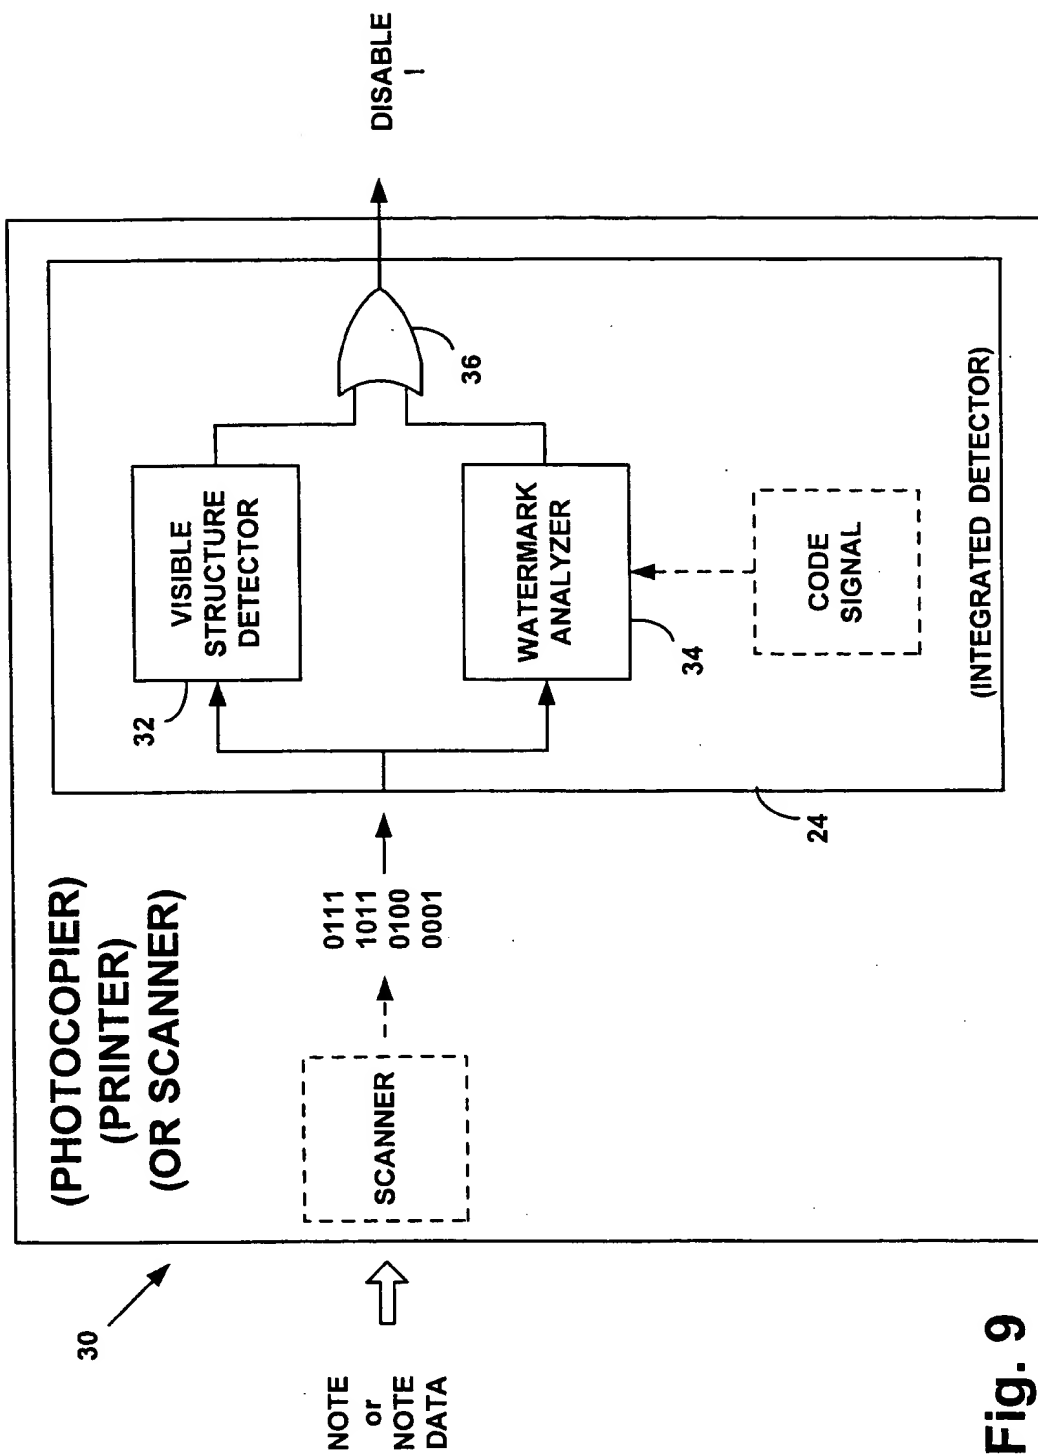 (PHOTOCOPIER)
(PRINTER)
(OR SCANNER)
30
NOTE
or
NOTE
DATA
SCANNER
0111
1011
0100
0001
32
VISIBLE
STRUCTURE
DETECTOR
34
WATERMARK
ANALYZER
36
CODE
SIGNAL
24
(INTEGRATED DETECTOR)
DISABLE
!
Fig. 9